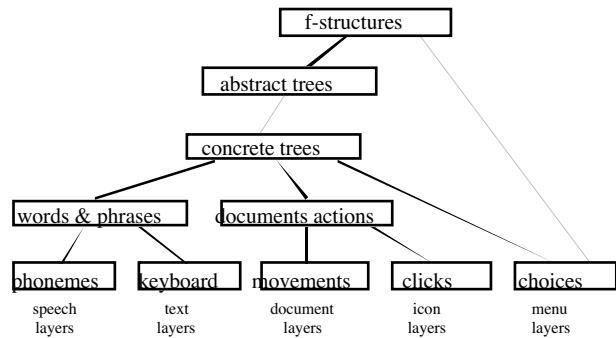 f-structures
abstract trees
concrete trees
words & phrases
documents actions
phonemes
keyboard
movements
clicks
choices
speech
layers
text
layers
document
layers
icon
layers
menu
layers